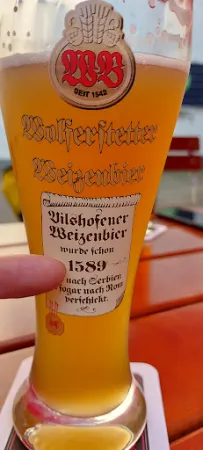 WB
SEIT 1542
Wolferstetter
Weizenbier
Vilshofener
Weizenbier
wurde schon
1589
nach Serbien
sogar nach Rom
verschickt.